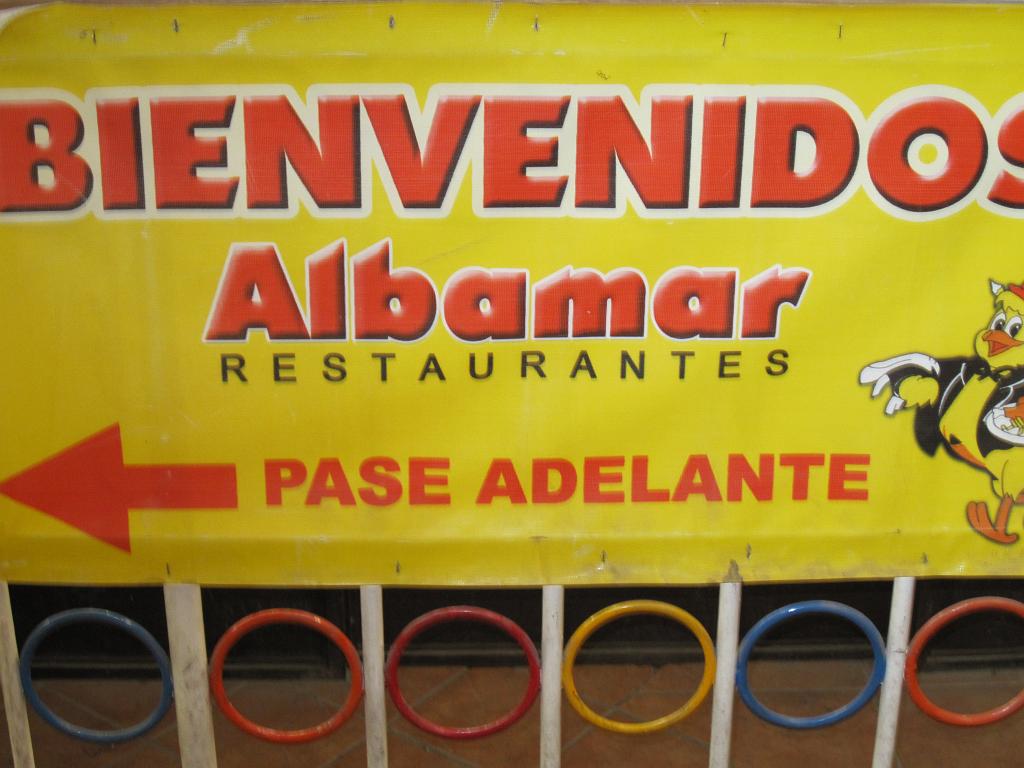 BIENVENIDOS
Albamar
RESTAURANTES
PASE ADELANTE